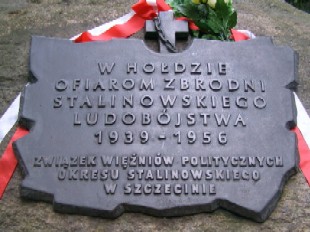 W HOŁDZIE
OFIAROM ZBRODNI
STALINOWSKIEGO
LUDOBÓJSTWA
1939-1956
ZWIĄZEK WIĘŹNIÓW POLITYCZNYCH
OKRESU STALINOWSKIEGO
W SZCZECINIE